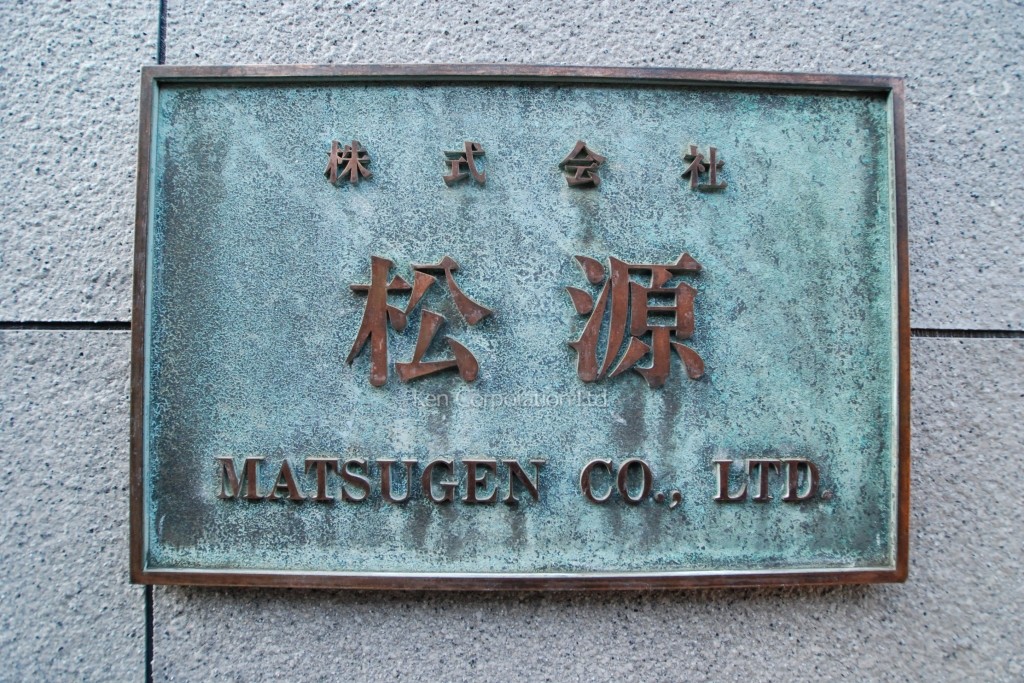 株式会社
松源
Ken Corporation Ltd.
MATSUGEN CO., LTD.